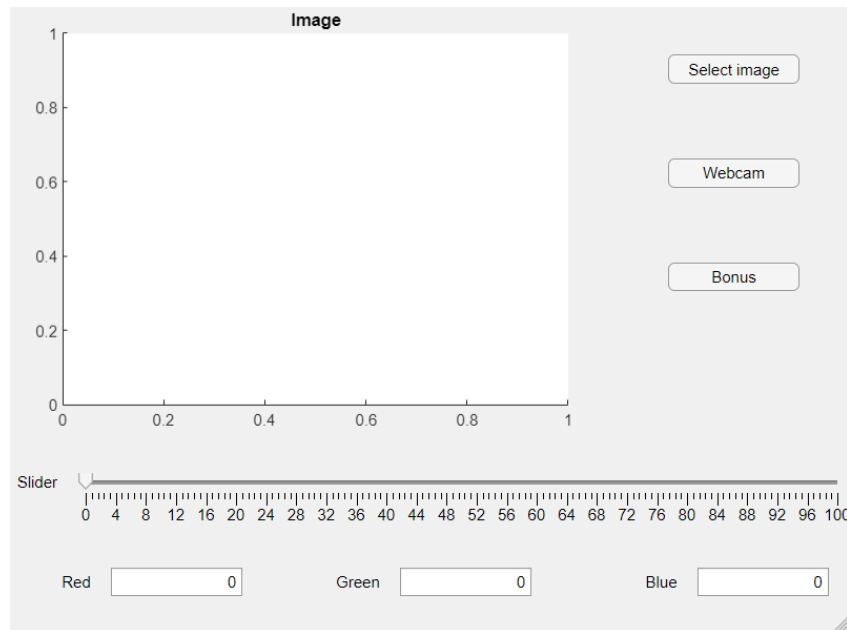 Image
1
0.8
0.6
0.4
0.2
0
0 0.2 0.4 0.6 0.8 1
Select image
Webcam
Bonus
Slider
0 4 8 12 16 20 24 28 32 36 40 44 48 52 56 60 64 68 72 76 80 84 88 92 96 100
Red 0 Green 0 Blue 0